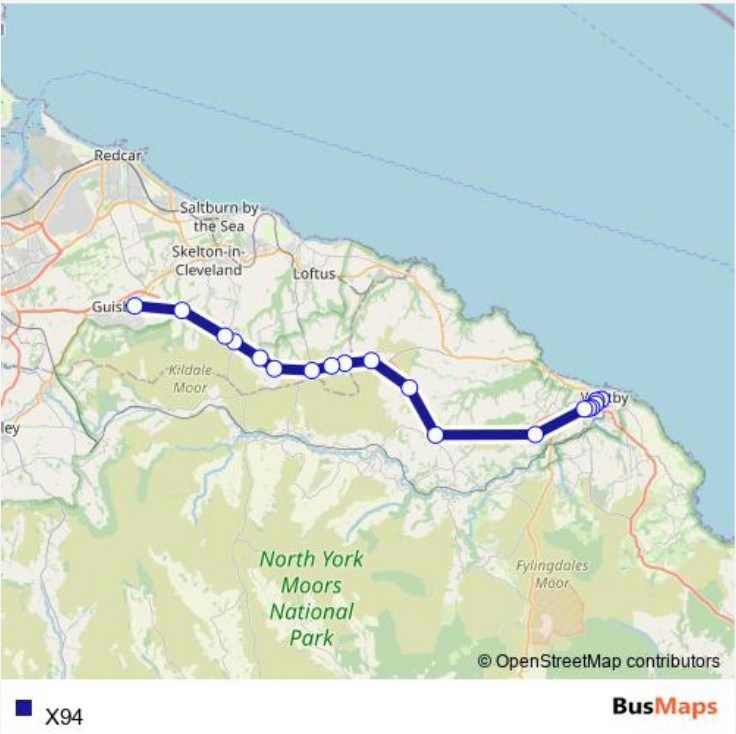 Redcar
Saltburn by
the Sea
Skelton-in-
Cleveland
Loftus
Guis
Kildale
Moor
Whitby
ley
North York
Moors
National
Park
Fylingdales
Moor
© OpenStreetMap contributors
X94
BusMaps